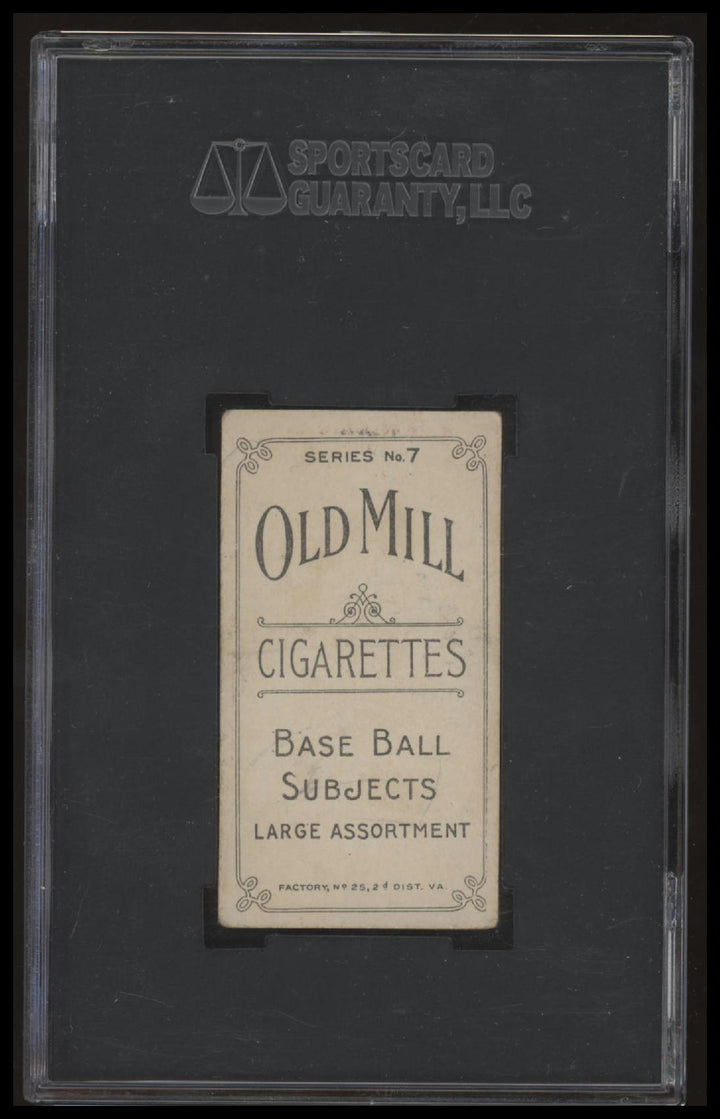 SPORTSCARD
GUARANTY, LLC
SERIES No. 7
OLD MILL
CIGARETTES
BASE BALL
SUBJECTS
LARGE ASSORTMENT
FACTORY, Nº 25, 2d DIST. VA